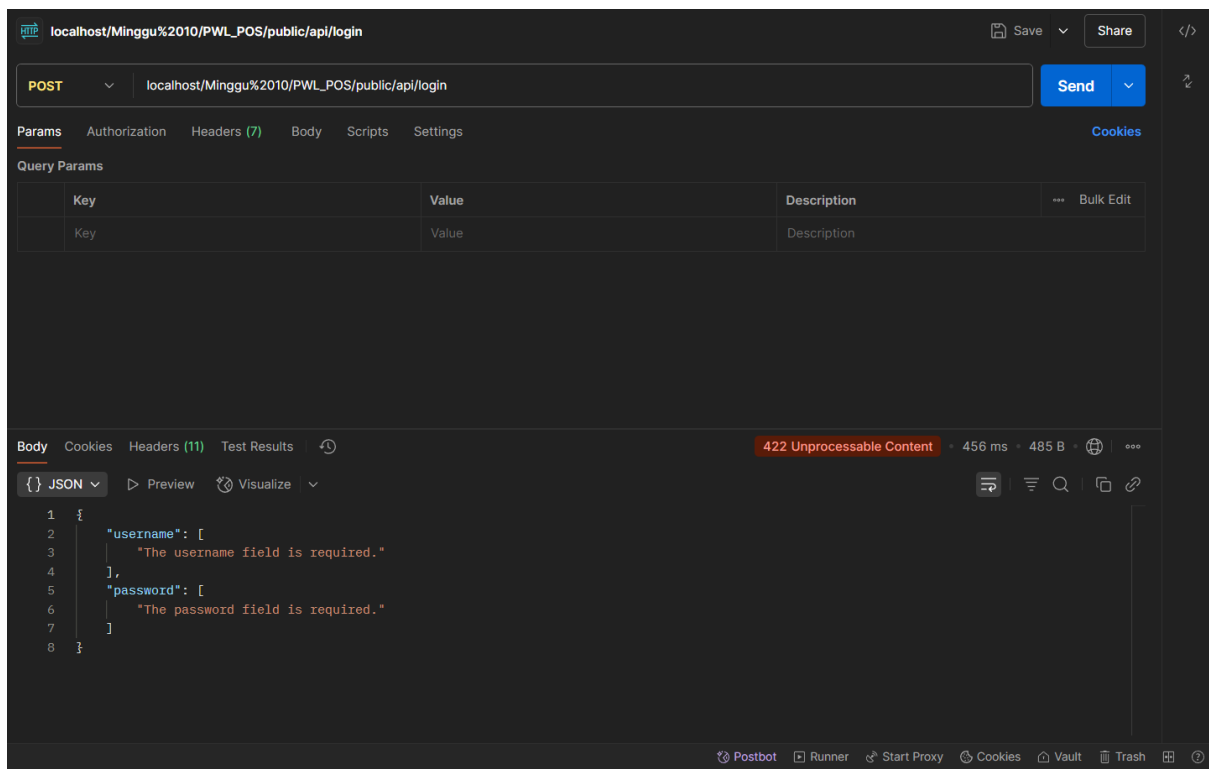 HTTP localhost/Minggu%2010/PWL_POS/public/api/login Save Share
POST localhost/Minggu%2010/PWL_POS/public/api/login Send
Params Authorization Headers (7) Body Scripts Settings Cookies
Query Params
Key Value Description Bulk Edit
Key Value Description
Body Cookies Headers (11) Test Results 422 Unprocessable Content 456 ms 485 B
{} JSON Preview Visualize
1 {
2 "username": [
3 "The username field is required."
4 ],
5 "password": [
6 "The password field is required."
7 ]
8 }
Postbot Runner Start Proxy Cookies Vault Trash